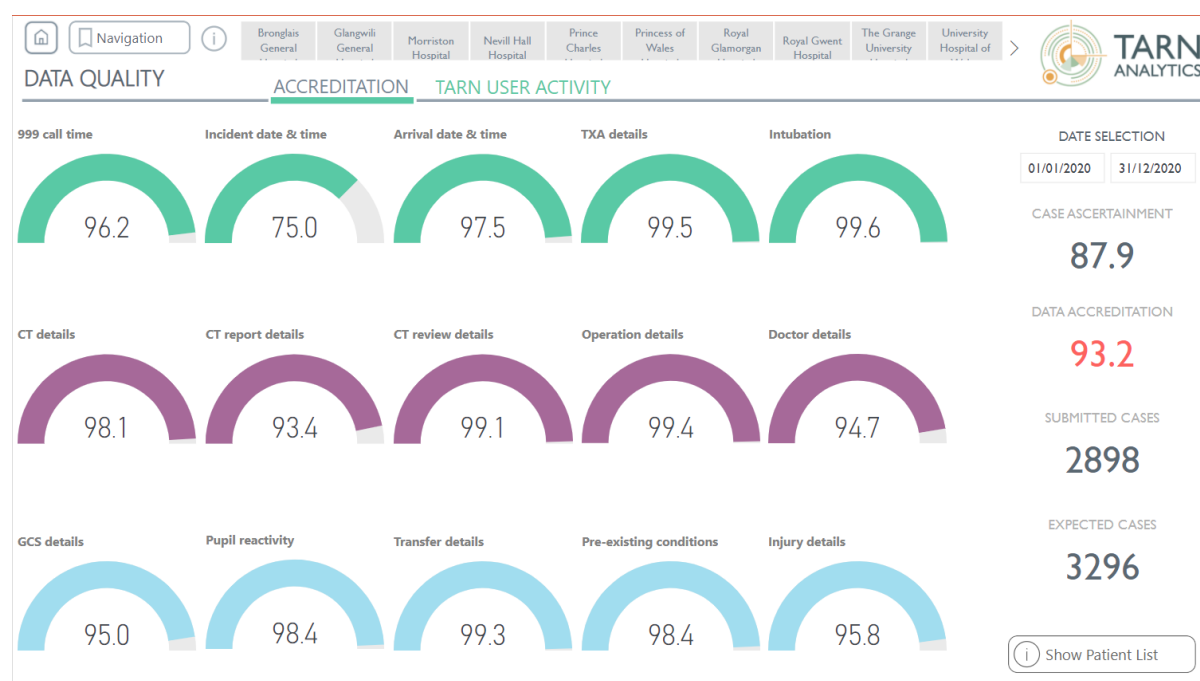 Navigation
i
Bronglais
General
Glangwili
General
Morriston
Hospital
Nevill Hall
Hospital
Prince
Charles
Princess of
Wales
Royal
Glamorgan
Royal Gwent
Hospital
The Grange
University
University
Hospital of
TARN
ANALYTICS
DATA QUALITY
ACCREDITATION
TARN USER ACTIVITY
999 call time
96.2
Incident date & time
75.0
Arrival date & time
97.5
TXA details
99.5
Intubation
99.6
CT details
98.1
CT report details
93.4
CT review details
99.1
Operation details
99.4
Doctor details
94.7
GCS details
95.0
Pupil reactivity
98.4
Transfer details
99.3
Pre-existing conditions
98.4
Injury details
95.8
DATE SELECTION
01/01/2020
31/12/2020
CASE ASCERTAINMENT
87.9
DATA ACCREDITATION
93.2
SUBMITTED CASES
2898
EXPECTED CASES
3296
i
Show Patient List